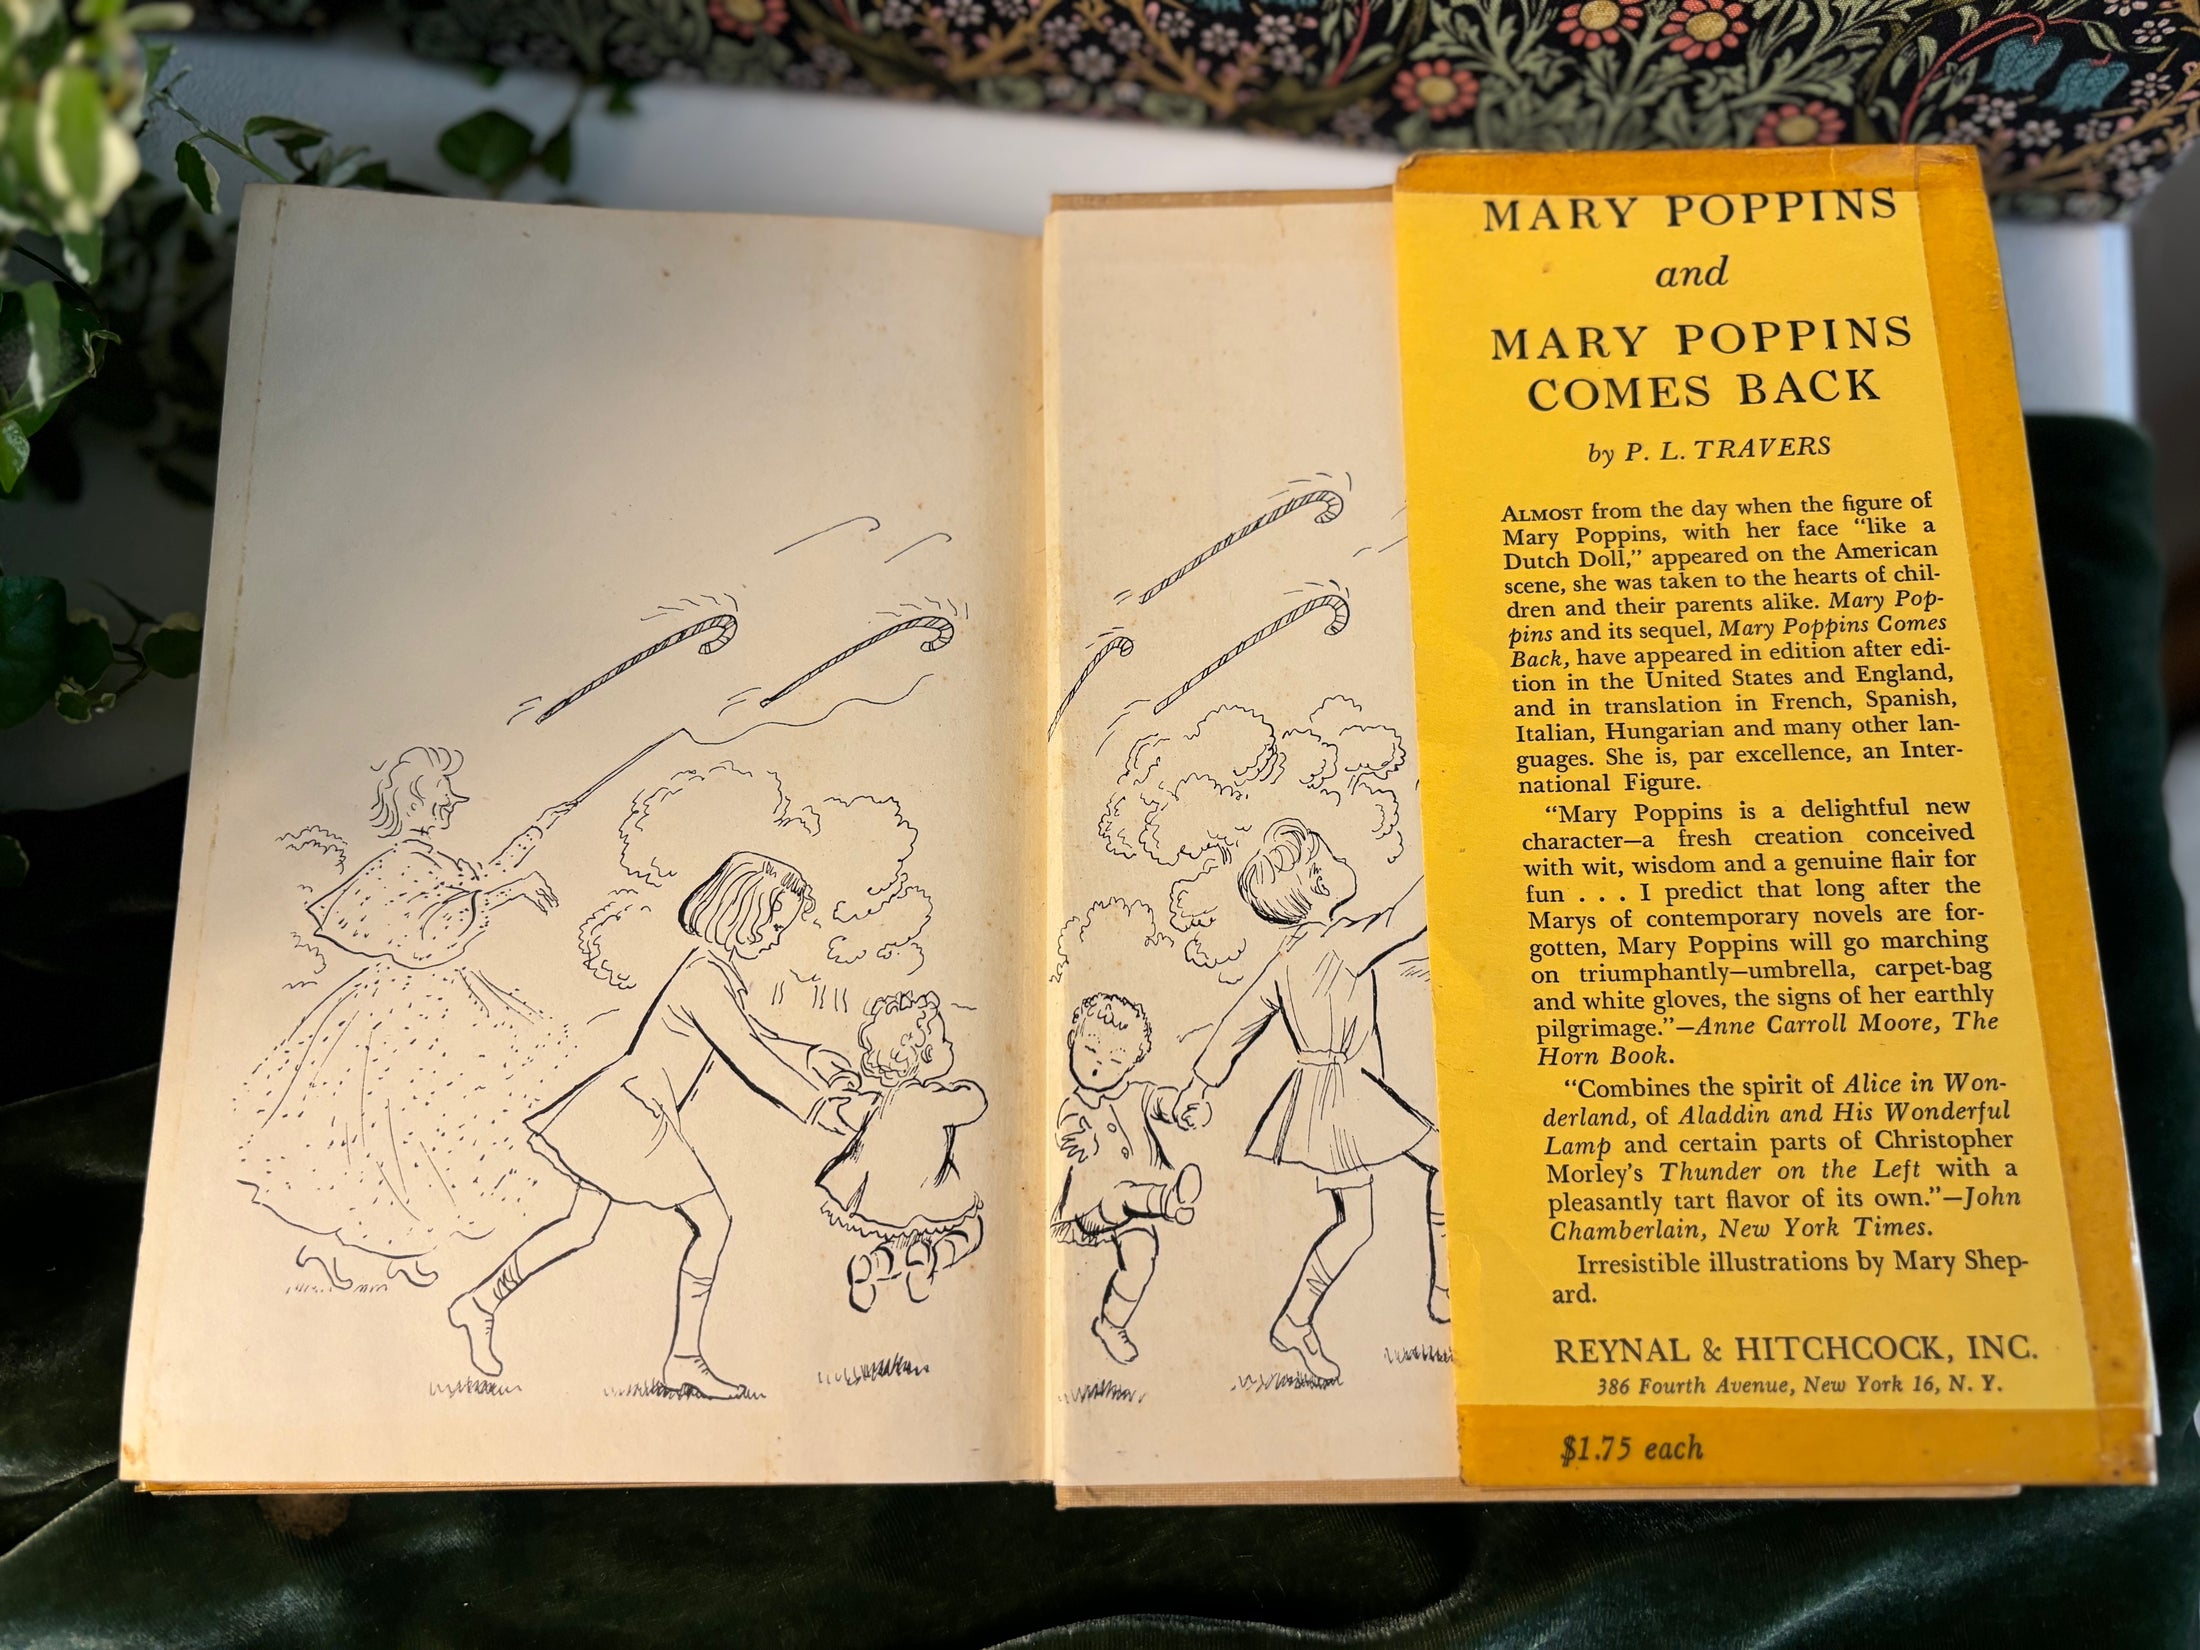 MARY POPPINS
and
MARY POPPINS
COMES BACK
by P. L. TRAVERS
ALMOST from the day when the figure of
Mary Poppins, with her face “like a
Dutch Doll,” appeared on the American
scene, she was taken to the hearts of chil-
dren and their parents alike. Mary Pop-
pins and its sequel, Mary Poppins Comes
Back, have appeared in edition after edi-
tion in the United States and England,
and in translation in French, Spanish,
Italian, Hungarian and many other lan-
guages. She is, par excellence, an Inter-
national Figure.
“Mary Poppins is a delightful new
character—a fresh creation conceived
with wit, wisdom and a genuine flair for
fun . . . I predict that long after the
Marys of contemporary novels are for-
gotten, Mary Poppins will go marching
on triumphantly—umbrella, carpet-bag
and white gloves, the signs of her earthly
pilgrimage.”—Anne Carroll Moore, The
Horn Book.
“Combines the spirit of Alice in Won-
derland, of Aladdin and His Wonderful
Lamp and certain parts of Christopher
Morley’s Thunder on the Left with a
pleasantly tart flavor of its own.”—John
Chamberlain, New York Times.
Irresistible illustrations by Mary Shep-
ard.
REYNAL & HITCHCOCK, INC.
386 Fourth Avenue, New York 16, N. Y.
$1.75 each